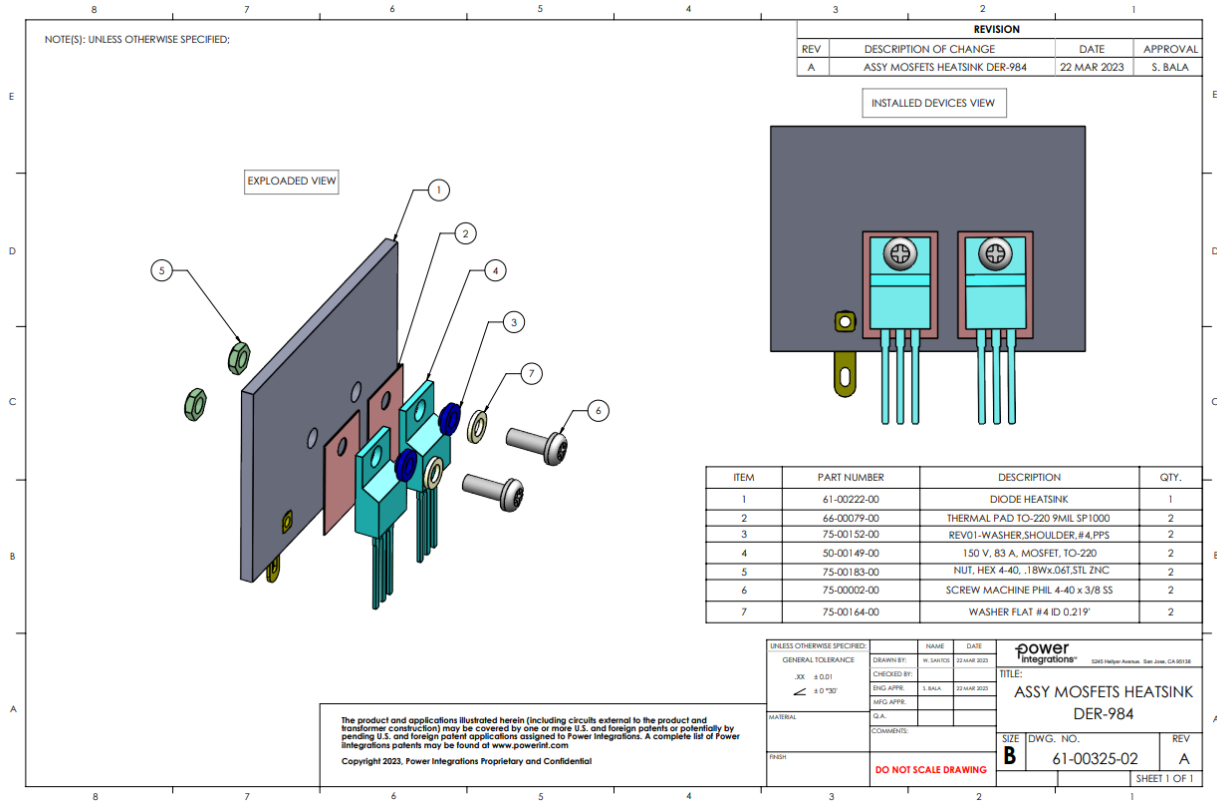 8 7 6 5 4 3 2 1
NOTE(S): UNLESS OTHERWISE SPECIFIED;
REVISION
REV DESCRIPTION OF CHANGE DATE APPROVAL
A ASSY MOSFETS HEATSINK DER-984 22 MAR 2023 S. BALA
E E
INSTALLED DEVICES VIEW
EXPLOADED VIEW
1
2
D D
5
4
3
7
C C
6
ITEM PART NUMBER DESCRIPTION QTY.
1 61-00222-00 DIODE HEATSINK 1
2 66-00079-00 THERMAL PAD TO-220 9MIL SP1000 2
3 75-00152-00 REV01-WASHER,SHOULDER,#4,PPS 2
4 50-00149-00 150 V, 83 A, MOSFET, TO-220 2
5 75-00183-00 NUT, HEX 4-40, .18Wx.06T,STL ZNC 2
6 75-00002-00 SCREW MACHINE PHIL 4-40 x 3/8 SS 2
7 75-00164-00 WASHER FLAT #4 ID 0.219' 2
B B
UNLESS OTHERWISE SPECIFIED:
GENERAL TOLERANCE
.XX ± 0.01
± 0 °30'
MATERIAL
FINISH
NAME DATE
DRAWN BY: W. SANTOS 22 MAR 2023
CHECKED BY:
ENG APPR. S. BALA 22 MAR 2023
MFG APPR.
Q.A.
COMMENTS:
DO NOT SCALE DRAWING
power
integrations™ 5245 Hellyer Avenue. San Jose, CA 95138
TITLE:
ASSY MOSFETS HEATSINK
DER-984
SIZE DWG. NO. REV
B 61-00325-02 A
SHEET 1 OF 1
A A
The product and applications illustrated herein (including circuits external to the product and
transformer construction) may be covered by one or more U.S. and foreign patents or potentially by
pending U.S. and foreign patent applications assigned to Power Integrations. A complete list of Power
Iintegrations patents may be found at www.powerint.com
Copyright 2023, Power Integrations Proprietary and Confidential
8 7 6 5 4 3 2 1